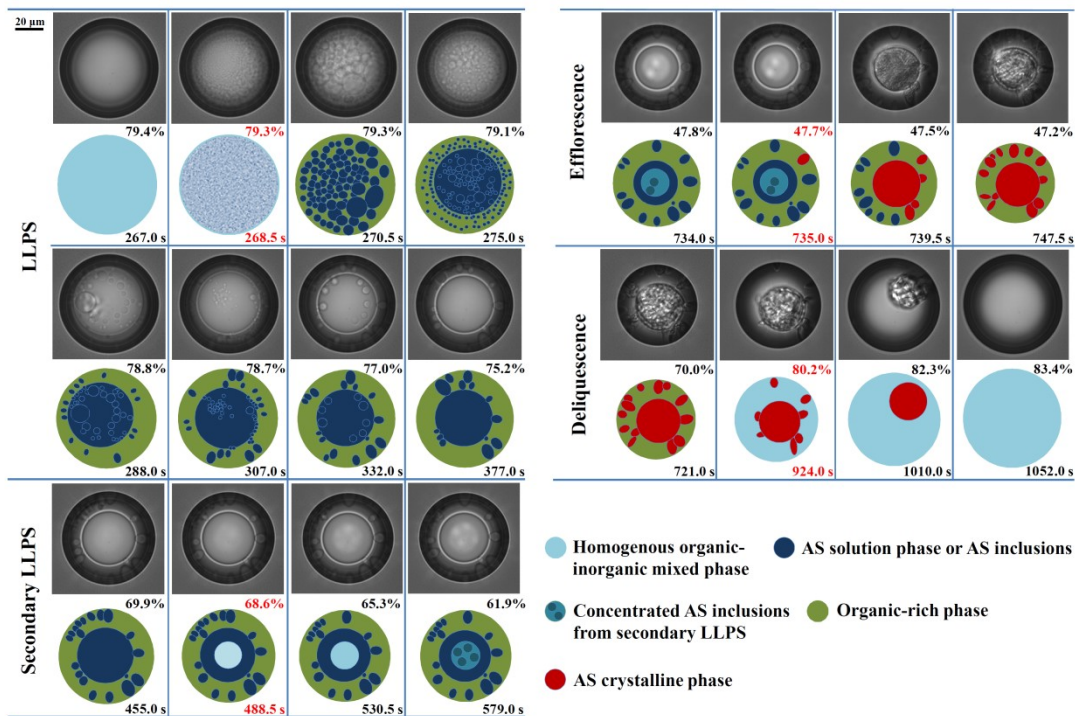 20 μm
LLPS
79.4%
79.3%
79.3%
79.1%
267.0 s
268.5 s
270.5 s
275.0 s
78.8%
78.7%
77.0%
75.2%
288.0 s
307.0 s
332.0 s
377.0 s
Secondary LLPS
69.9%
68.6%
65.3%
61.9%
455.0 s
488.5 s
530.5 s
579.0 s
Efflorescence
47.8%
47.7%
47.5%
47.2%
734.0 s
735.0 s
739.5 s
747.5 s
Deliquescence
70.0%
80.2%
82.3%
83.4%
721.0 s
924.0 s
1010.0 s
1052.0 s
Homogenous organic-
inorganic mixed phase
AS solution phase or AS inclusions
Concentrated AS inclusions
from secondary LLPS
Organic-rich phase
AS crystalline phase